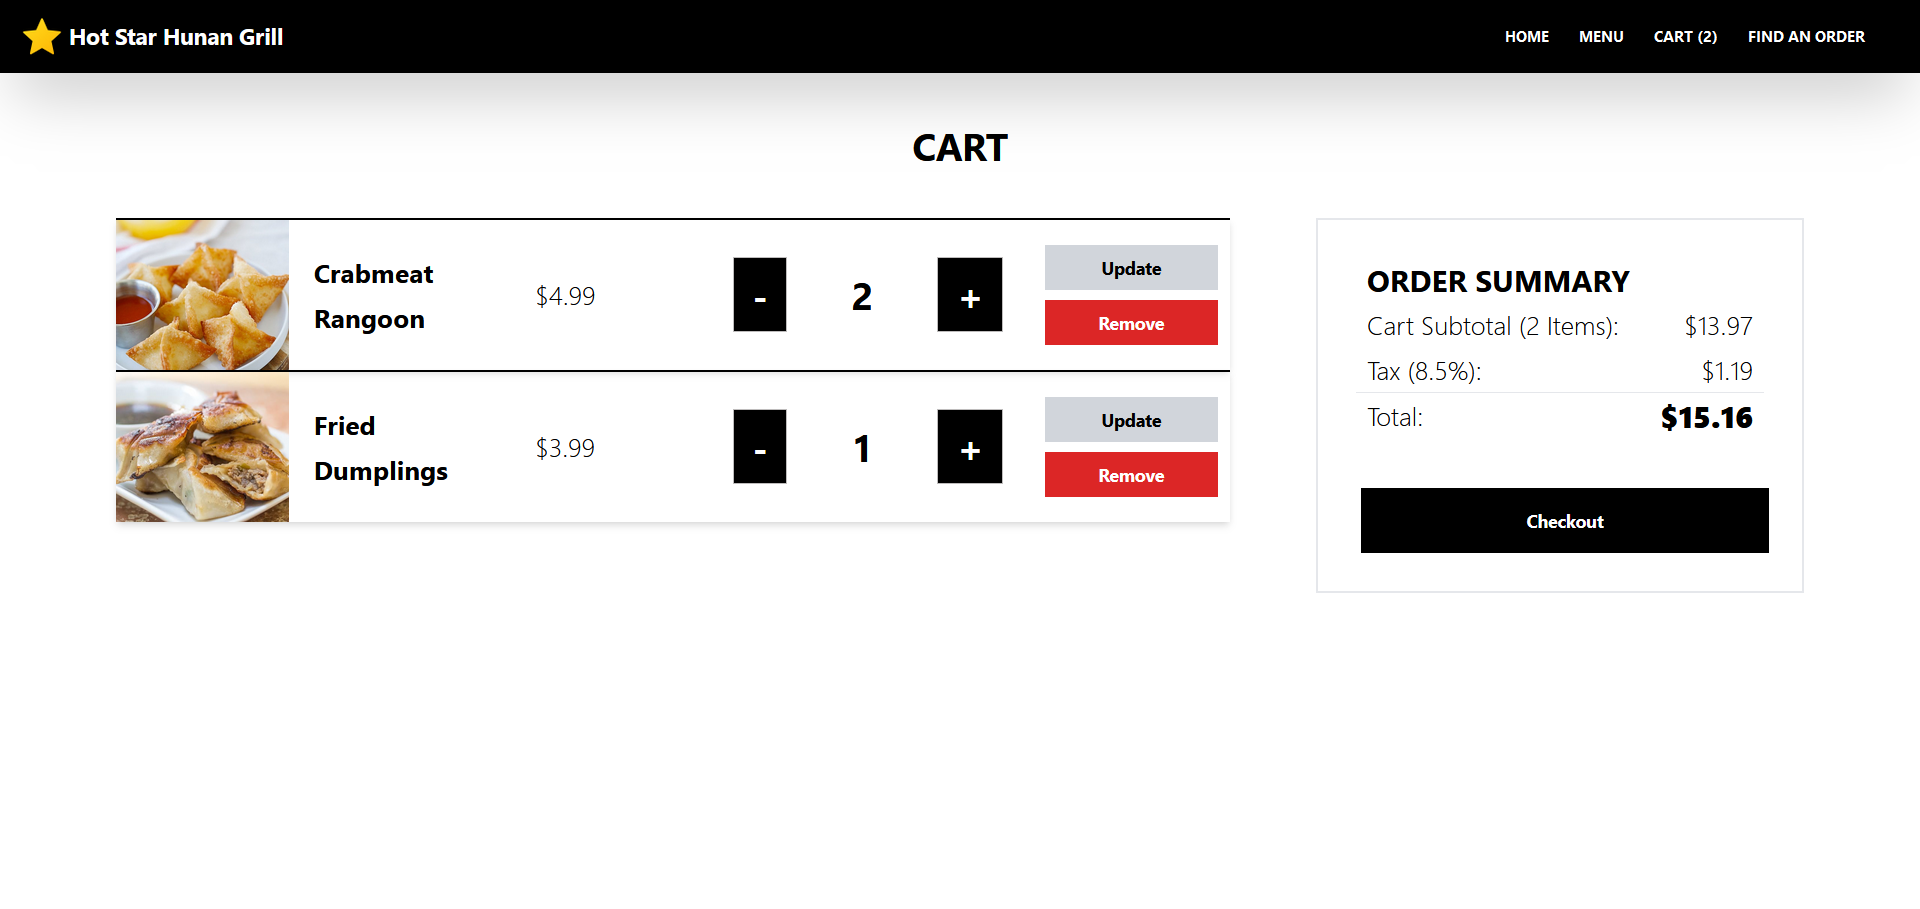 Hot Star Hunan Grill
HOME
MENU
CART (2)
FIND AN ORDER
CART
Crabmeat
Rangoon
$4.99
-
2
+
Update
Remove
Fried
Dumplings
$3.99
-
1
+
Update
Remove
ORDER SUMMARY
Cart Subtotal (2 Items): $13.97
Tax (8.5%): $1.19
Total: $15.16
Checkout